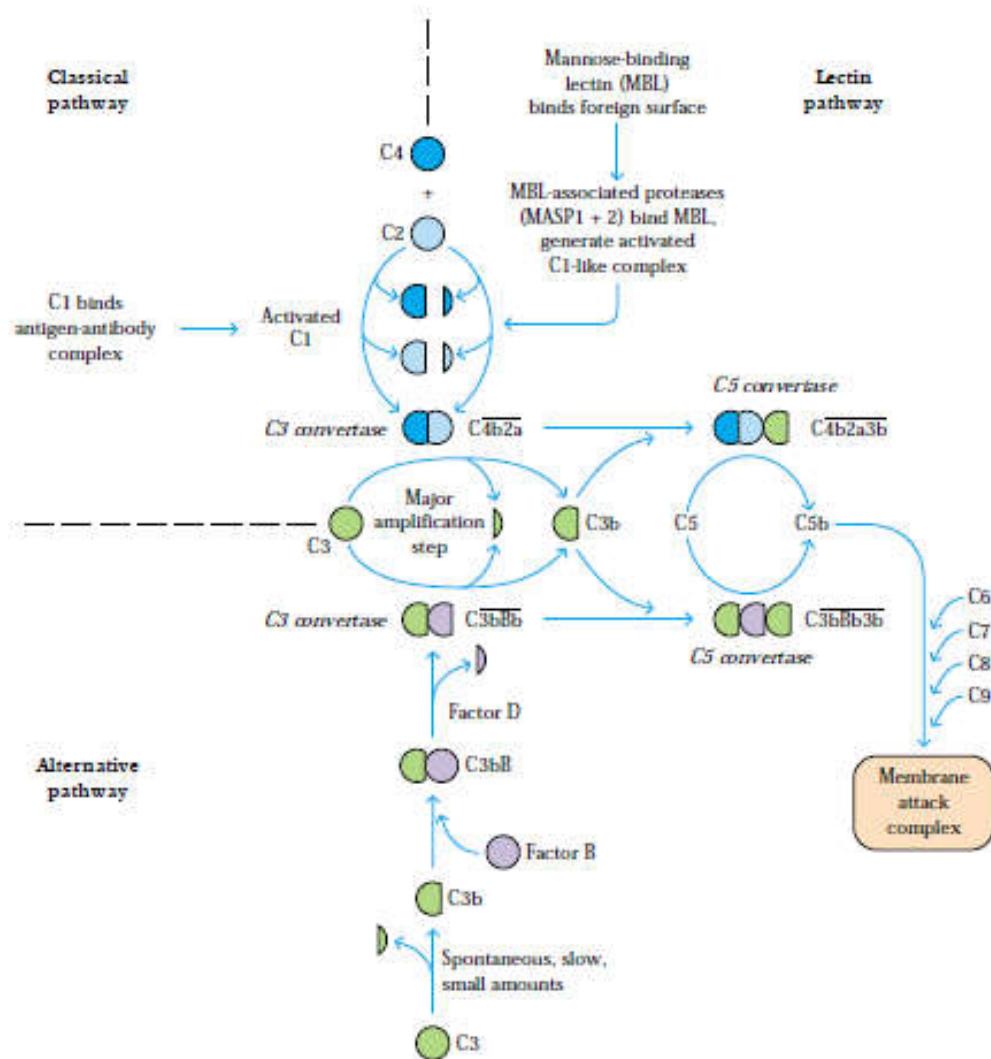 Classical
pathway
Mannose-binding
lectin (MBL)
binds foreign surface
Lectin
pathway
C4
+
C2
MBL-associated proteases
(MASP1 + 2) bind MBL,
generate activated
C1-like complex
C1 binds
antigen-antibody
complex
Activated
C1
C3 convertase
C4b2a
C5 convertase
C4b2a3b
C3
Major
amplification
step
C3b
C5
C5b
C3 convertase
C3bBb
C3bBb3b
C5 convertase
C6
C7
C8
C9
Factor D
Alternative
pathway
C3bB
Membrane
attack
complex
Factor B
C3b
Spontaneous, slow,
small amounts
C3